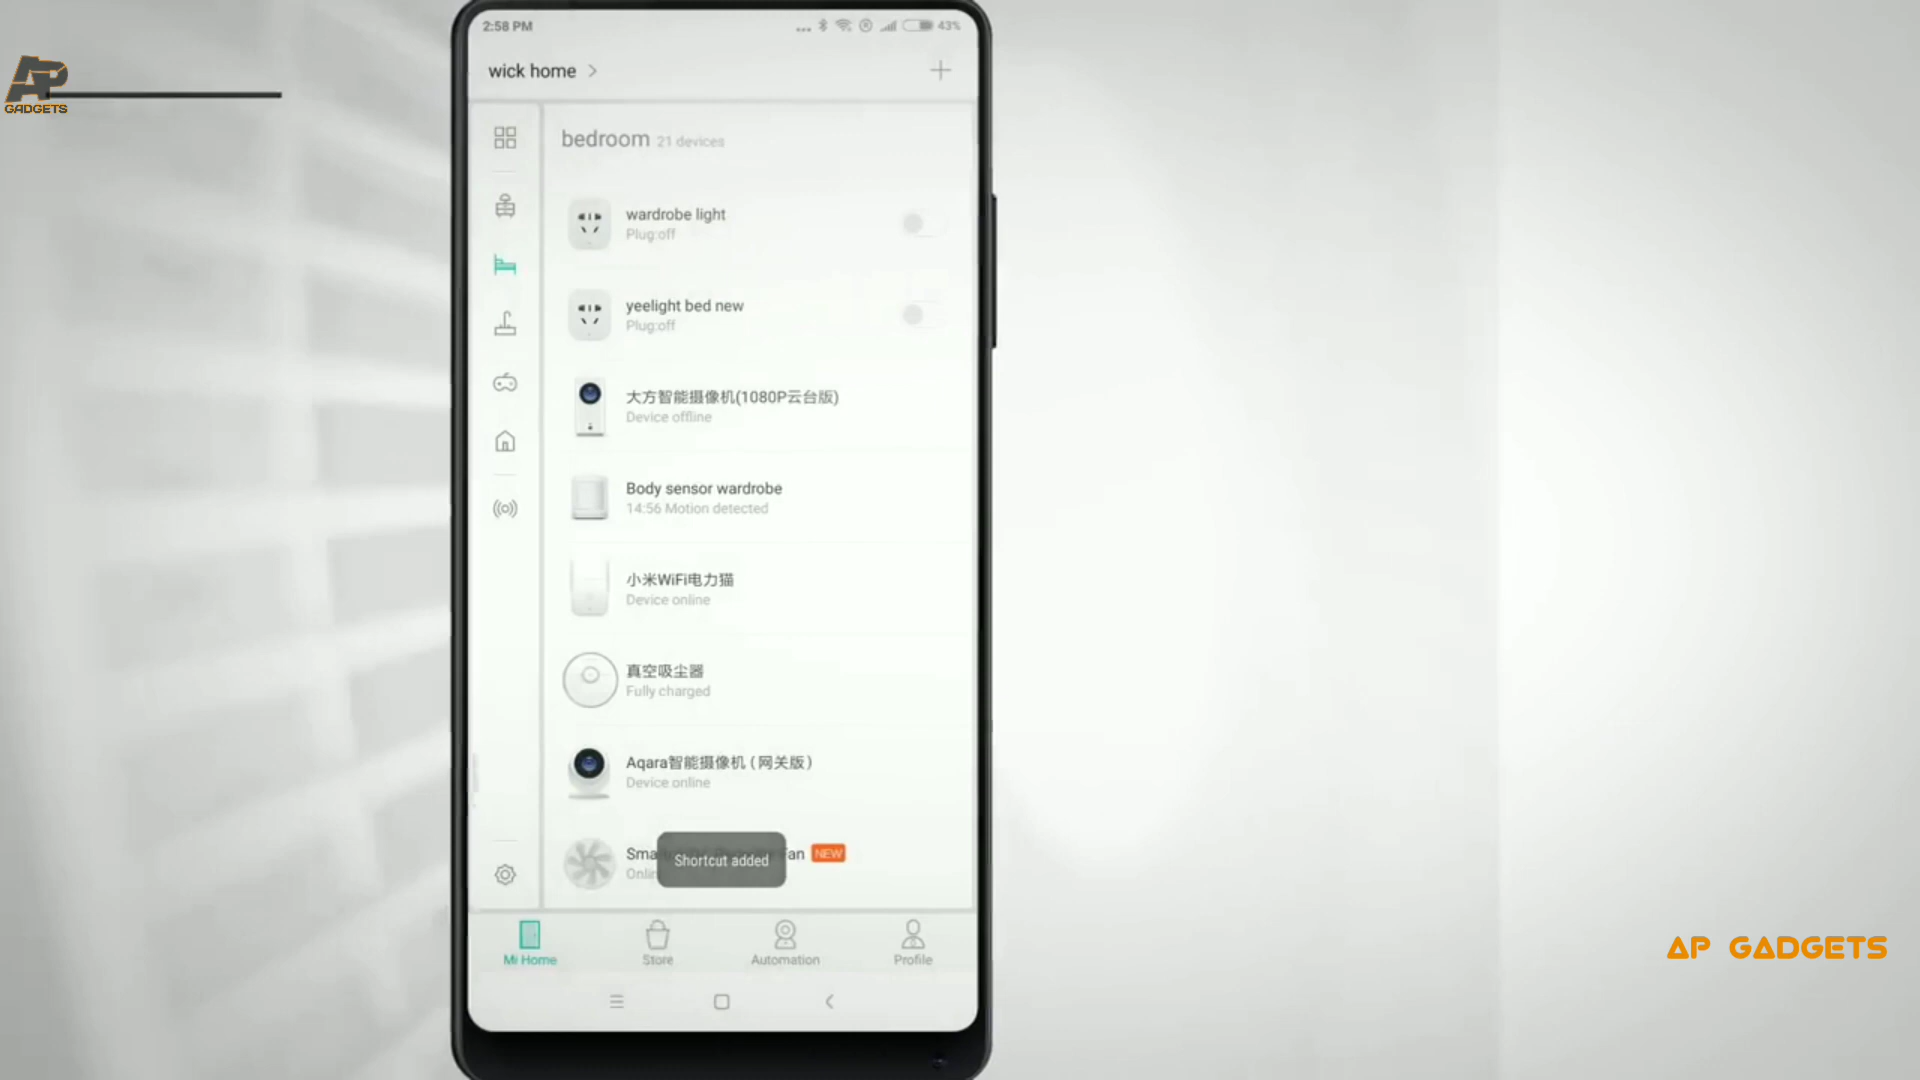 2:58 PM
43%
AP
GADGETS
wick home
bedroom 21 devices
wardrobe light
Plug:off
yeelight bed new
Plug:off
大方智能摄像机(1080P云台版)
Device offline
Body sensor wardrobe
14:56 Motion detected
小米WiFi电力猫
Device online
真空吸尘器
Fully charged
Aqara智能摄像机(网关版)
Device online
NEW
Shortcut added
Mi Home
Store
Automation
Profile
AP GADGETS